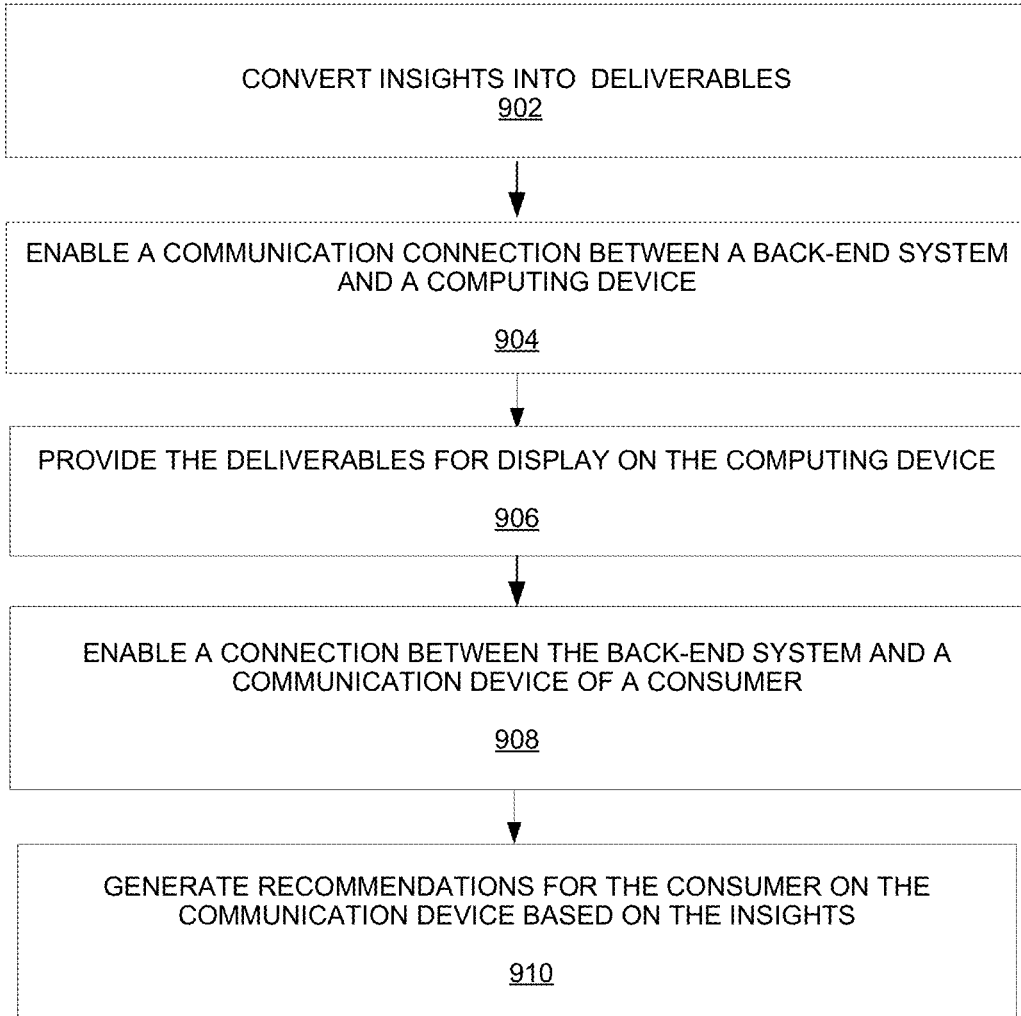 CONVERT INSIGHTS INTO DELIVERABLES
902
ENABLE A COMMUNICATION CONNECTION BETWEEN A BACK-END SYSTEM
AND A COMPUTING DEVICE
904
PROVIDE THE DELIVERABLES FOR DISPLAY ON THE COMPUTING DEVICE
906
ENABLE A CONNECTION BETWEEN THE BACK-END SYSTEM AND A
COMMUNICATION DEVICE OF A CONSUMER
908
GENERATE RECOMMENDATIONS FOR THE CONSUMER ON THE
COMMUNICATION DEVICE BASED ON THE INSIGHTS
910